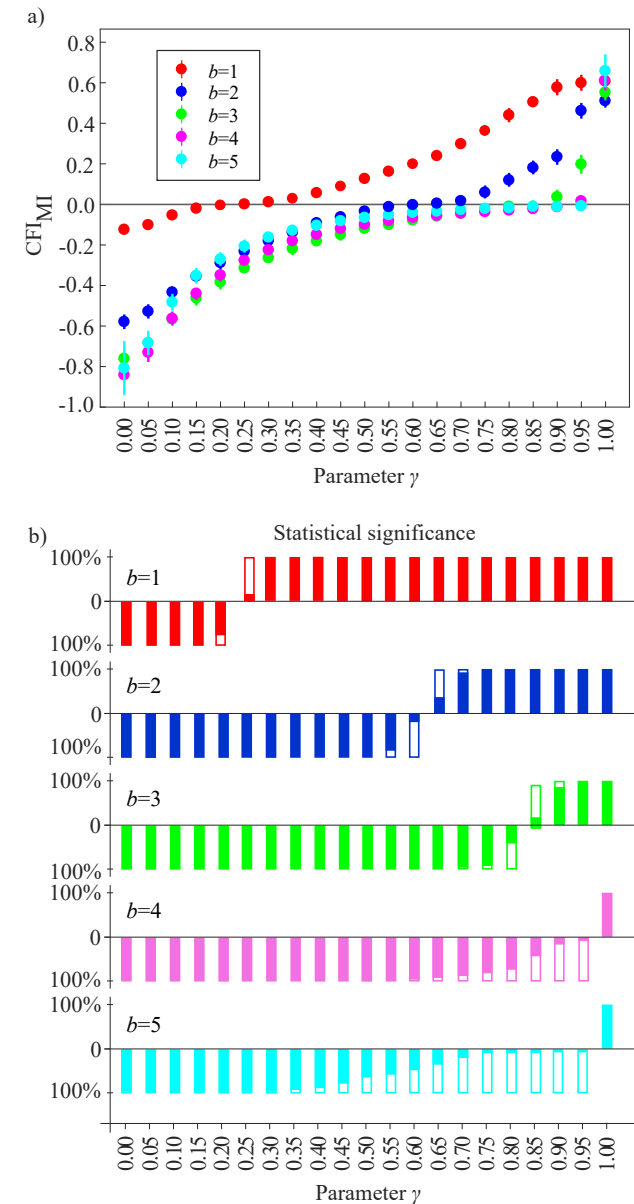 a)
0.8
0.6
0.4
0.2
0.0
-0.2
-0.4
-0.6
-0.8
-1.0
CFI_MI
b=1
b=2
b=3
b=4
b=5
0.00 0.05 0.10 0.15 0.20 0.25 0.30 0.35 0.40 0.45 0.50 0.55 0.60 0.65 0.70 0.75 0.80 0.85 0.90 0.95 1.00
Parameter γ
b)
Statistical significance
100%
b=1
0
100%
100%
b=2
0
100%
100%
b=3
0
100%
100%
b=4
0
100%
100%
b=5
0
100%
0.00 0.05 0.10 0.15 0.20 0.25 0.30 0.35 0.40 0.45 0.50 0.55 0.60 0.65 0.70 0.75 0.80 0.85 0.90 0.95 1.00
Parameter γ